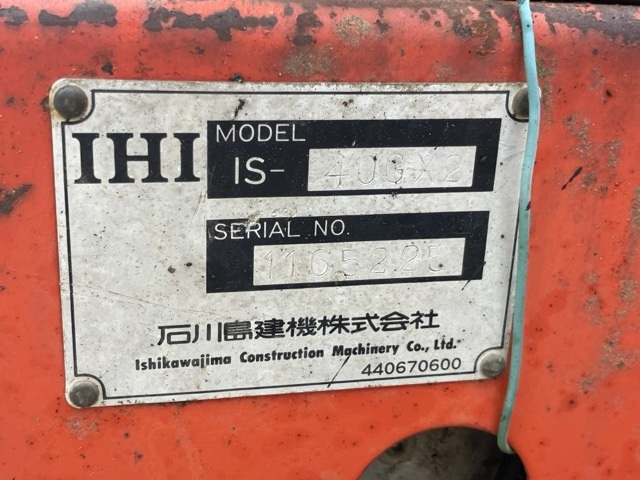 IHI
MODEL
IS- 40GX2
SERIAL NO.
1165225
石川島建機株式会社
Ishikawajima Construction Machinery Co., Ltd.
440670600